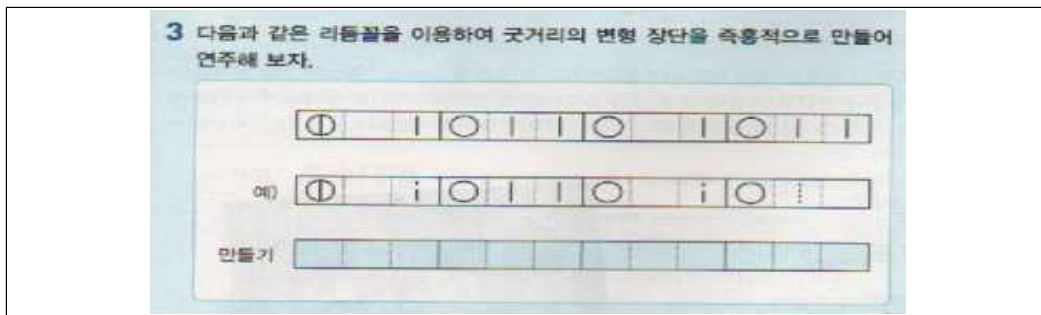 3 다음과 같은 리듬꼴을 이용하여 굿거리의 변형 장단을 즉흥적으로 만들어
연주해 보자.
예)
만들기